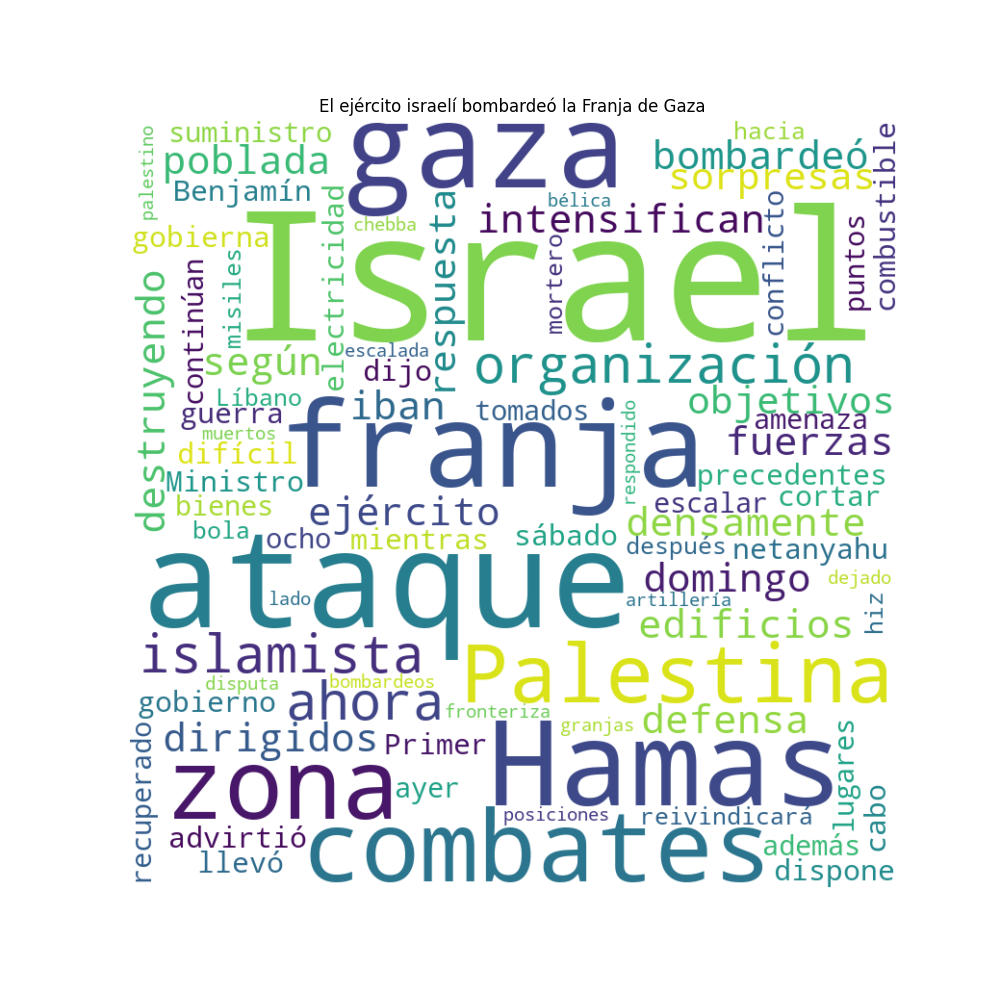 El ejército israelí bombardeó la Franja de Gaza
palestino
suministro
gaza
hacia
combustible
poblada
bombardeó
sorpresas
Benjamín
electricidad
respuesta
bélica
conflicto
chebba
intensifican
gobierna
Israel
mortero
puntos
misiles
continúan
destruyendo
según
escalada
dijo
organización
Líbano
iban
tomados
objetivos
guerra
franja
respondido
amenaza
muertos
fuerzas
difícil
Ministro
precedentes
bienes
ejército
escalar
cortar
bola
ocho
mientras
sábado
densamente
después
netanyahu
ataque
domingo
dejado
lado
artillería
hiz
edificios
islamista
Palestina
disputa
bombardeos
gobierno
ahora
fronteriza
granjas
defensa
recuperado
dirigidos
Primer
Hamas
lugares
zona
ayer
posiciones
reivindicará
cabo
advirtió
combates
además
llevó
dispone